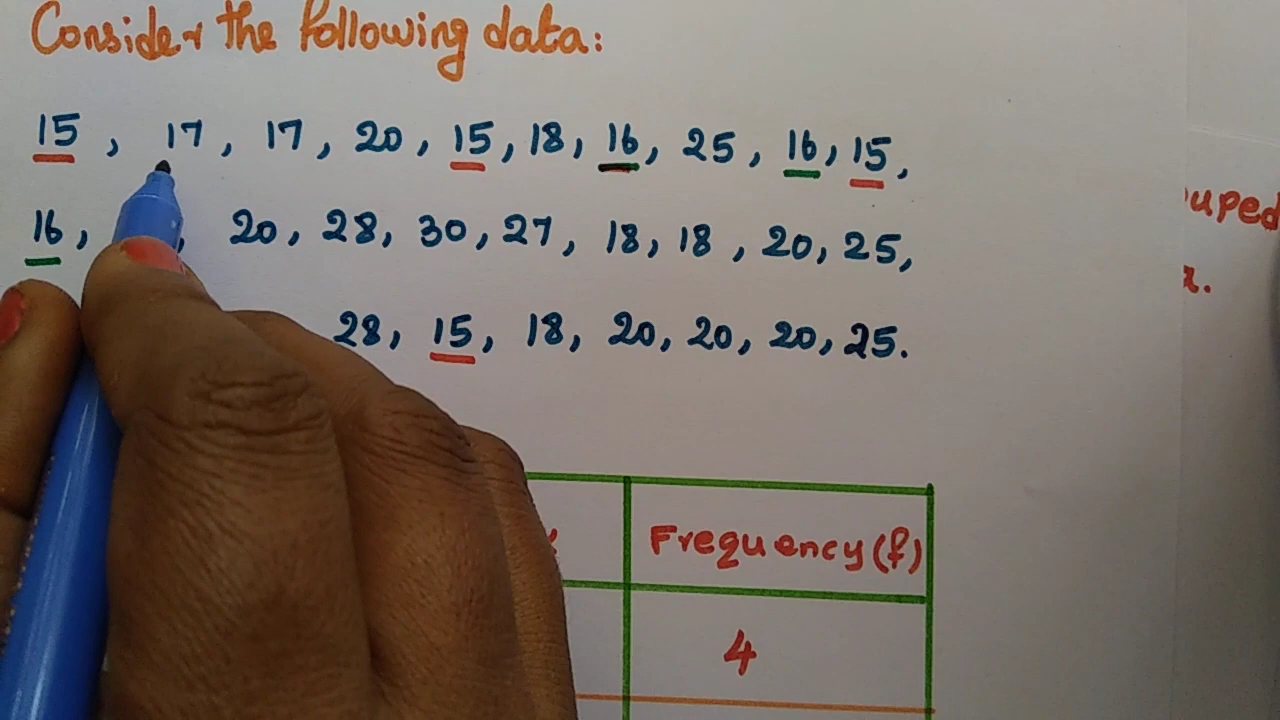 Consider the following data:
15, 17, 17, 20, 15, 18, 16, 25, 16, 15,
16, 20, 28, 30, 27, 18, 18, 20, 25,
28, 15, 18, 20, 20, 20, 25.
Frequency (f)
4